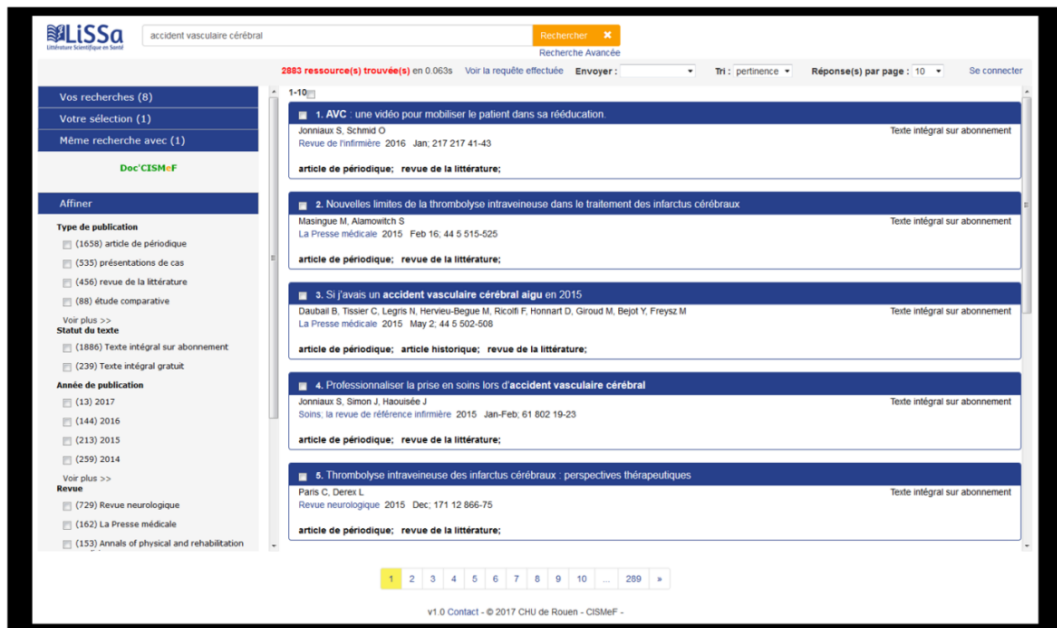 LiSSa
Littérature Scientifique en Santé
accident vasculaire cérébral
Rechercher ✖
Recherche Avancée
2883 ressource(s) trouvée(s) en 0.063s Voir la requête effectuée Envoyer : Tri : pertinence Réponse(s) par page : 10 Se connecter
Vos recherches (8)
Votre sélection (1)
Même recherche avec (1)
Doc'CISMeF
Affiner
Type de publication
(1658) article de périodique
(535) présentations de cas
(456) revue de la littérature
(88) étude comparative
Voir plus >>
Statut du texte
(1886) Texte intégral sur abonnement
(239) Texte intégral gratuit
Année de publication
(13) 2017
(144) 2016
(213) 2015
(259) 2014
Voir plus >>
Revue
(729) Revue neurologique
(162) La Presse médicale
(153) Annals of physical and rehabilitation
1-10
1. AVC : une vidéo pour mobiliser le patient dans sa rééducation.
Jonniaux S, Schmid O Texte intégral sur abonnement
Revue de l'infirmière 2016 Jan; 217 217 41-43
article de périodique; revue de la littérature;
2. Nouvelles limites de la thrombolyse intraveineuse dans le traitement des infarctus cérébraux
Masingue M, Alamowitch S Texte intégral sur abonnement
La Presse médicale 2015 Feb 16; 44 5 515-525
article de périodique; revue de la littérature;
3. Si j'avais un accident vasculaire cérébral aigu en 2015
Daubail B, Tissier C, Legris N, Hervieu-Begue M, Ricolfi F, Honnart D, Giroud M, Bejot Y, Freysz M Texte intégral sur abonnement
La Presse médicale 2015 May 2; 44 5 502-508
article de périodique; article historique; revue de la littérature;
4. Professionnaliser la prise en soins lors d'accident vasculaire cérébral
Jonniaux S, Simon J, Haouisée J Texte intégral sur abonnement
Soins; la revue de référence infirmière 2015 Jan-Feb; 61 802 19-23
article de périodique; revue de la littérature;
5. Thrombolyse intraveineuse des infarctus cérébraux : perspectives thérapeutiques
Paris C, Derex L Texte intégral sur abonnement
Revue neurologique 2015 Dec; 171 12 866-75
article de périodique; revue de la littérature;
1 2 3 4 5 6 7 8 9 10 ... 289 »
v1.0 Contact - © 2017 CHU de Rouen - CISMeF -